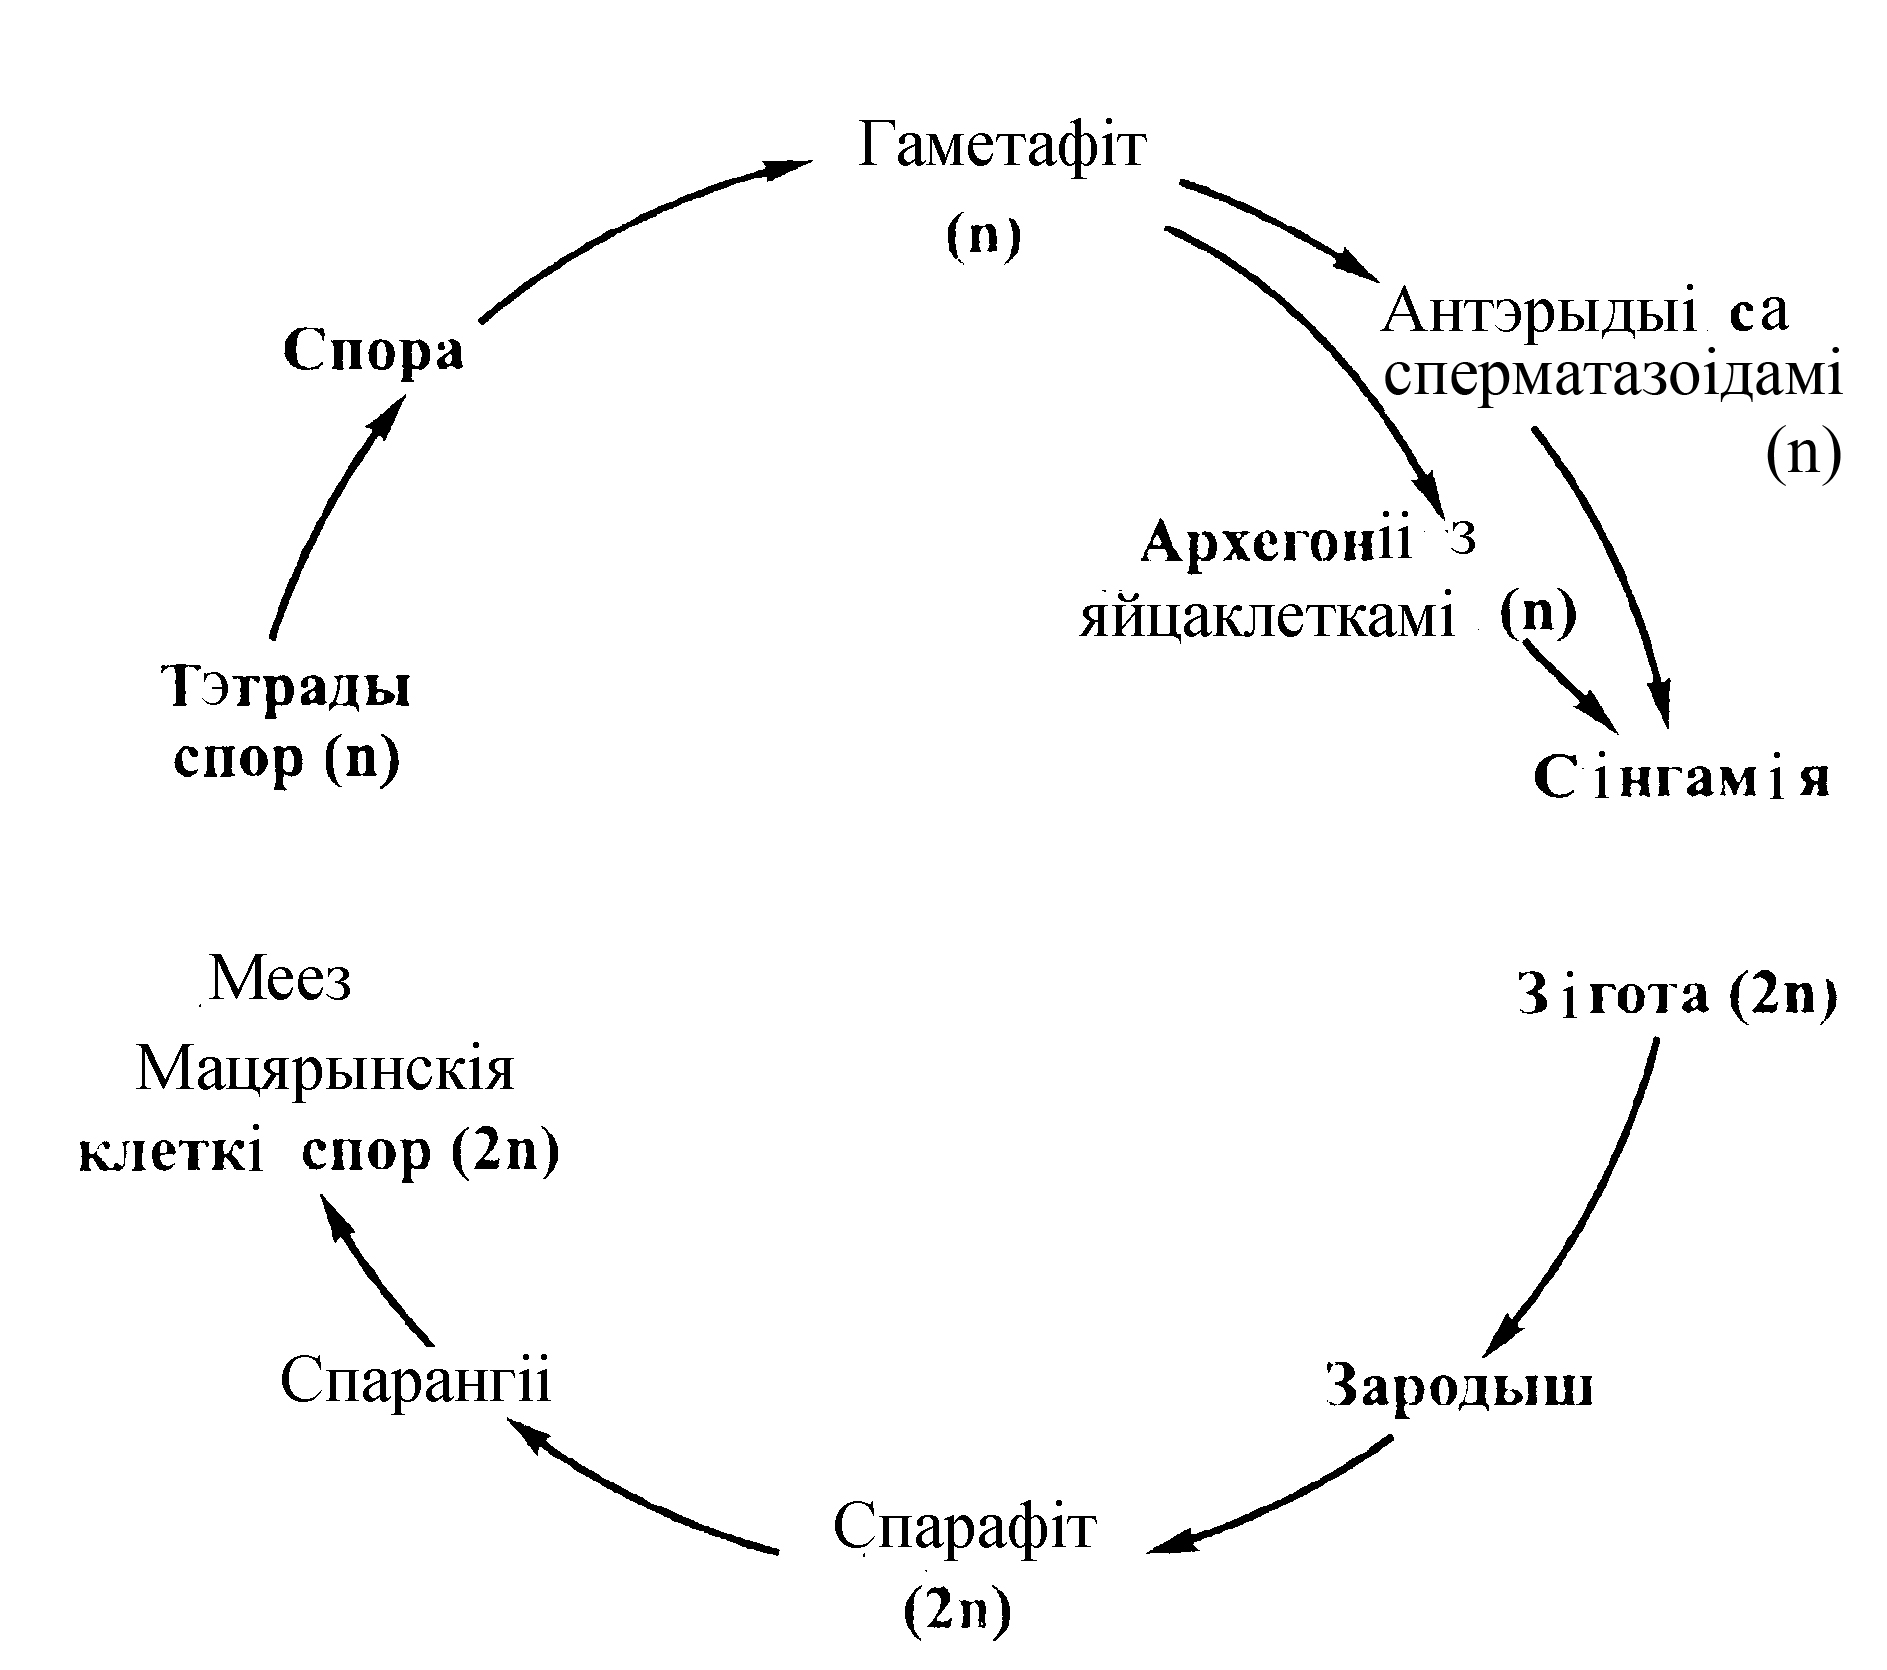 Гаметафіт
(n)
Антэрыдыі са
сперматазоідамі
(n)
Спора
Архегоніі з
яйцаклеткамі (n)
Тэтрады
спор (n)
Сінгамія
Меез
Мацярынскія
клеткі спор (2n)
Зігота (2n)
Спарангіі
Зародыш
Спарафіт
(2n)